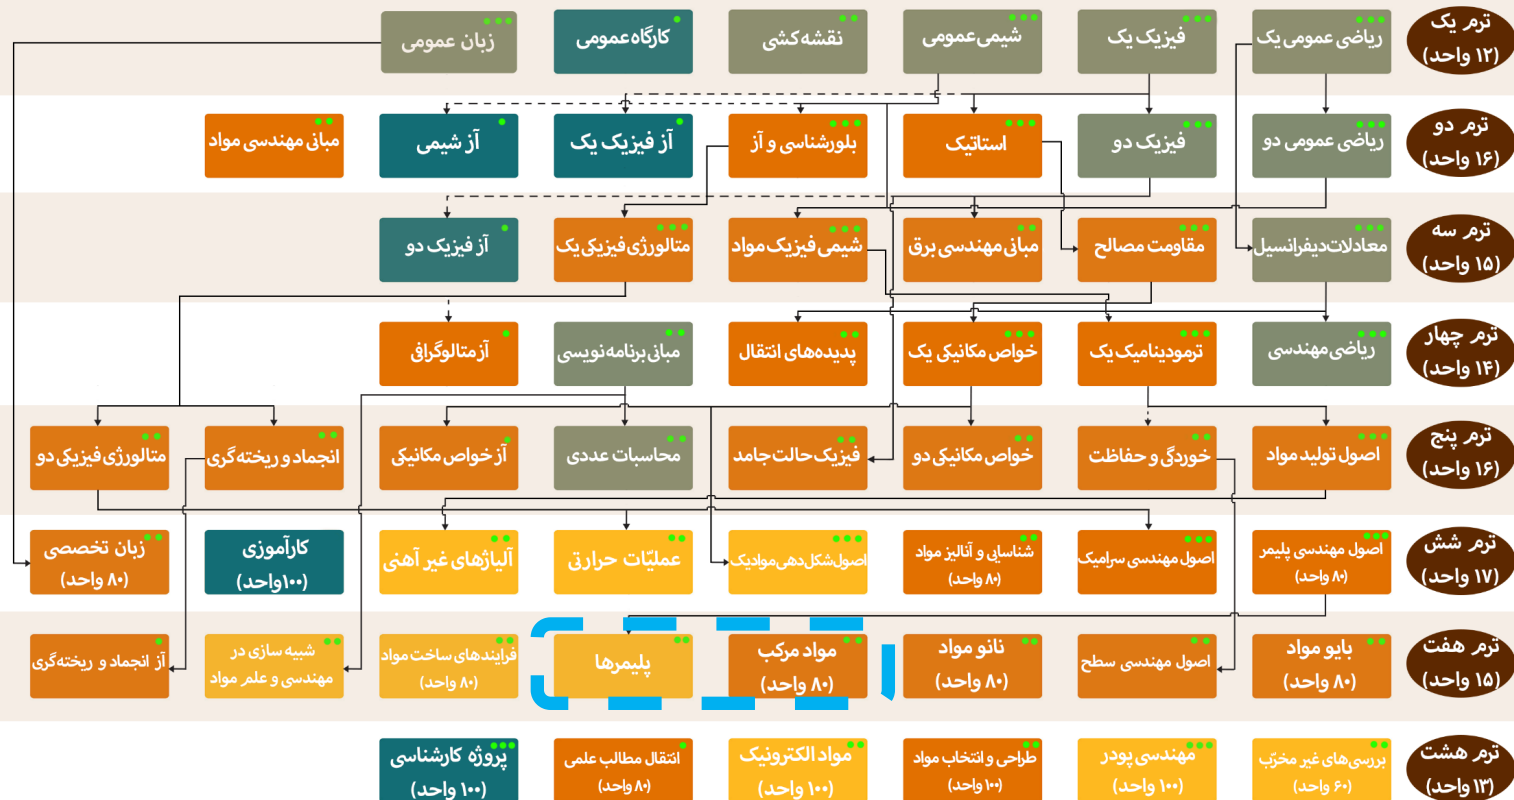 ترم یک
(۱۲ واحد)
ریاضی عمومی یک
فیزیک یک
شیمی عمومی
نقشه کشی
کارگاه عمومی
زبان عمومی
ترم دو
(۱۶ واحد)
ریاضی عمومی دو
فیزیک دو
استاتیک
بلورشناسی و آز
آز فیزیک یک
آز شیمی
مبانی مهندسی مواد
ترم سه
(۱۵ واحد)
معادلات دیفرانسیل
مقاومت مصالح
مبانی مهندسی برق
شیمی فیزیک مواد
متالورژی فیزیکی یک
آز فیزیک دو
ترم چهار
(۱۴ واحد)
ریاضی مهندسی
ترمودینامیک یک
خواص مکانیکی یک
پدیده‌های انتقال
مبانی برنامه نویسی
آز متالوگرافی
ترم پنج
(۱۶ واحد)
اصول تولید مواد
خوردگی و حفاظت
خواص مکانیکی دو
فیزیک حالت جامد
محاسبات عددی
آز خواص مکانیکی
انجماد و ریخته گری
متالورژی فیزیکی دو
ترم شش
(۱۷ واحد)
اصول مهندسی پلیمر
(۸۰ واحد)
اصول مهندسی سرامیک
شناسایی و آنالیز مواد
(۸۰ واحد)
اصول شکل دهی مواد یک
عملیّات حرارتی
آلیاژهای غیر آهنی
کارآموزی
(۱۰۰واحد)
زبان تخصصی
(۸۰ واحد)
ترم هفت
(۱۵ واحد)
بایو مواد
(۸۰ واحد)
اصول مهندسی سطح
نانو مواد
(۸۰ واحد)
مواد مرکب
(۸۰ واحد)
پلیمرها
فرایندهای ساخت مواد
(۸۰ واحد)
شبیه سازی در
مهندسی و علم مواد
آز انجماد و ریخته‌گری
ترم هشت
(۱۳ واحد)
بررسی‌های غیر مخرّب
(۶۰ واحد)
مهندسی پودر
(۱۰۰ واحد)
طراحی و انتخاب مواد
(۱۰۰ واحد)
مواد الکترونیک
(۱۰۰ واحد)
انتقال مطالب علمی
(۸۰ واحد)
پروژه کارشناسی
(۱۰۰ واحد)